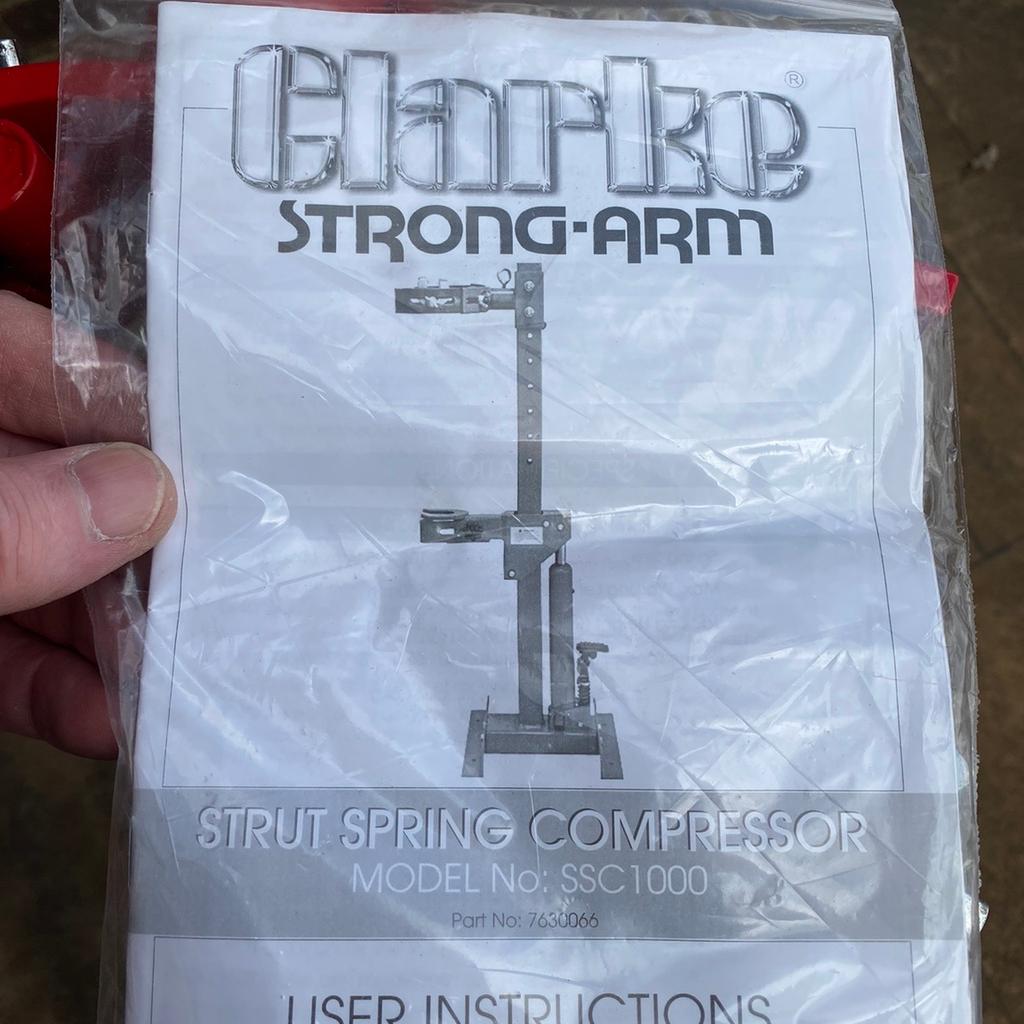 Clarke®
STRONG-ARM
STRUT SPRING COMPRESSOR
MODEL No: SSC1000
Part No: 7630066
USER INSTRUCTIONS